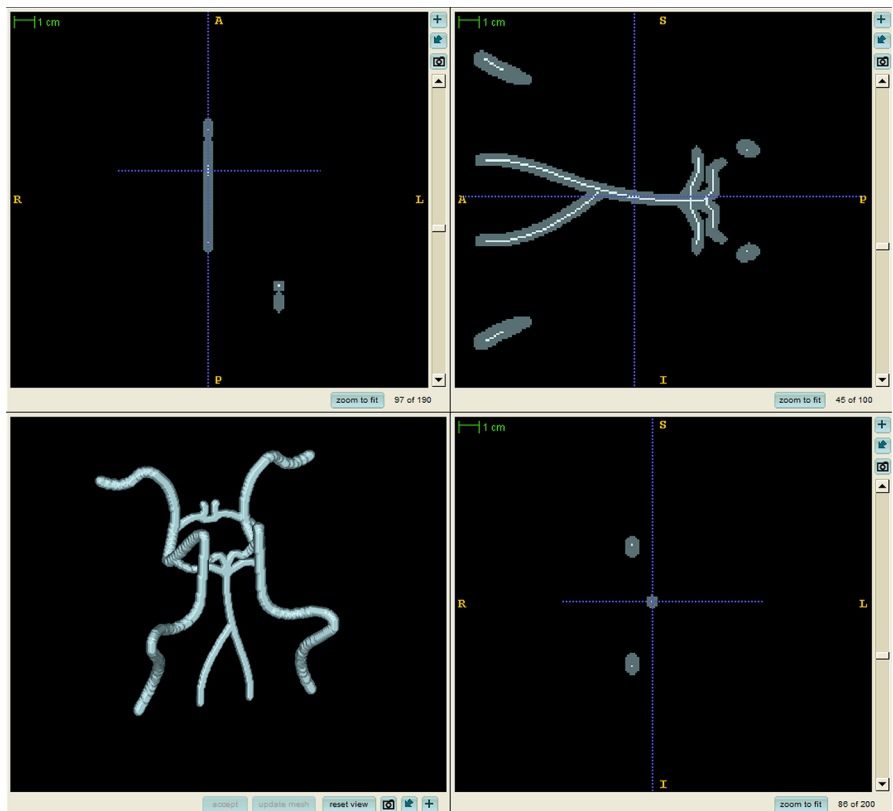 1 cm
A
R
L
P
zoom to fit
97 of 190
1 cm
S
A
P
I
zoom to fit
45 of 100
accept
update mesh
reset view
1 cm
S
R
L
I
zoom to fit
86 of 200